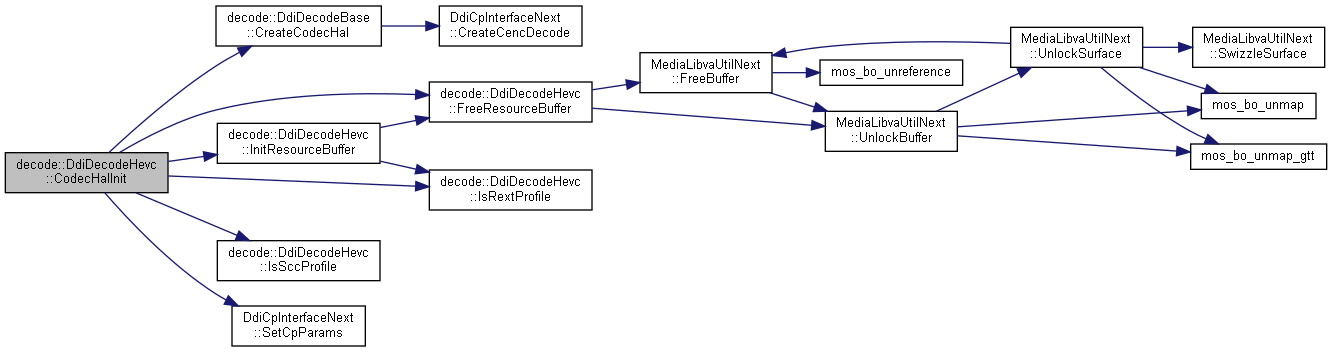 decode::DdiDecodeBase
::CreateCodecHal
DdiCpInterfaceNext
::CreateCencDecode
MediaLibvaUtilNext
::UnlockSurface
MediaLibvaUtilNext
::SwizzleSurface
MediaLibvaUtilNext
::FreeBuffer
mos_bo_unreference
decode::DdiDecodeHevc
::FreeResourceBuffer
mos_bo_unmap
MediaLibvaUtilNext
::UnlockBuffer
decode::DdiDecodeHevc
::InitResourceBuffer
mos_bo_unmap_gtt
decode::DdiDecodeHevc
::CodecHalInit
decode::DdiDecodeHevc
::IsRextProfile
decode::DdiDecodeHevc
::IsSccProfile
DdiCpInterfaceNext
::SetCpParams